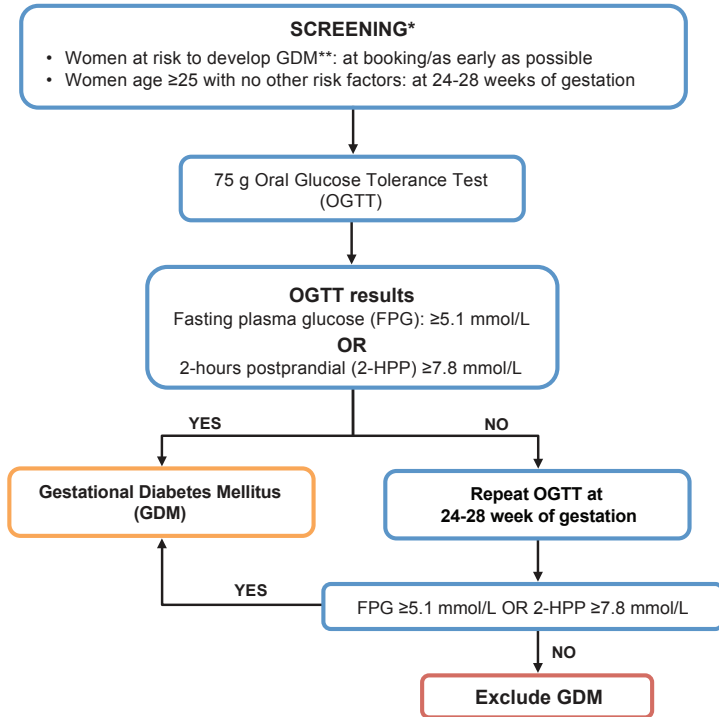 SCREENING*
• Women at risk to develop GDM**: at booking/as early as possible
• Women age ≥25 with no other risk factors: at 24-28 weeks of gestation
75 g Oral Glucose Tolerance Test
(OGTT)
OGTT results
Fasting plasma glucose (FPG): ≥5.1 mmol/L
OR
2-hours postprandial (2-HPP) ≥7.8 mmol/L
YES
NO
Gestational Diabetes Mellitus
(GDM)
Repeat OGTT at
24-28 week of gestation
YES
FPG ≥5.1 mmol/L OR 2-HPP ≥7.8 mmol/L
NO
Exclude GDM